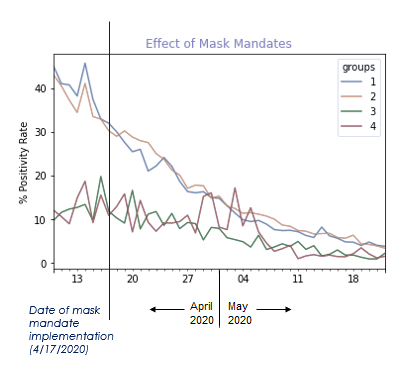 Effect of Mask Mandates
groups
1
2
3
4
% Positivity Rate
40
30
20
10
0
13 20 27 04 11 18
Date of mask
mandate
implementation
(4/17/2020)
April
2020
May
2020